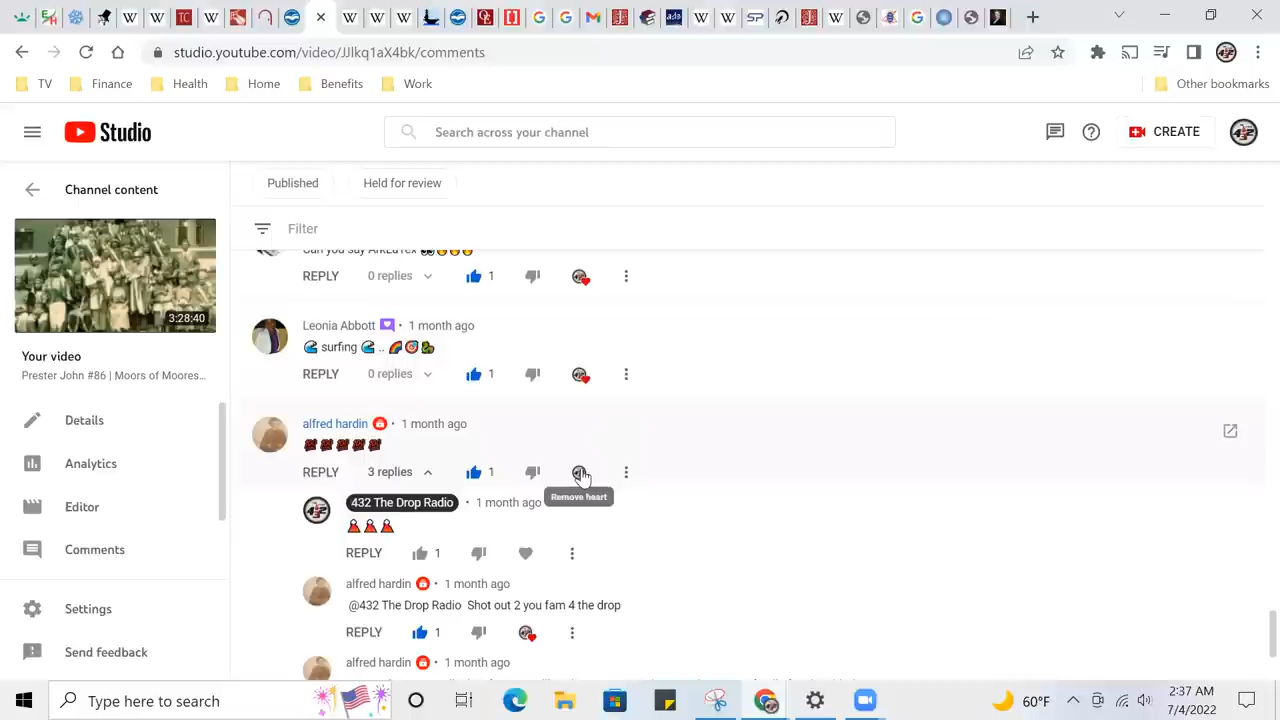 studio.youtube.com/video/JJlkq1aX4bk/comments
TV Finance Health Home Benefits Work Other bookmarks
Studio
Search across your channel
CREATE
Channel content
Published Held for review
Filter
3:28:40
Your video
Prester John #86 | Moors of Moores...
Details
Analytics
Editor
Comments
Settings
Send feedback
Can you say ArkLaTex
REPLY 0 replies 1
Leonia Abbott • 1 month ago
surfing ..
REPLY 0 replies 1
alfred hardin • 1 month ago
REPLY 3 replies 1
Remove heart
432 The Drop Radio • 1 month ago
REPLY 1
alfred hardin • 1 month ago
@432 The Drop Radio Shot out 2 you fam 4 the drop
REPLY 1
alfred hardin • 1 month ago
Type here to search
60°F
2:37 AM
7/4/2022